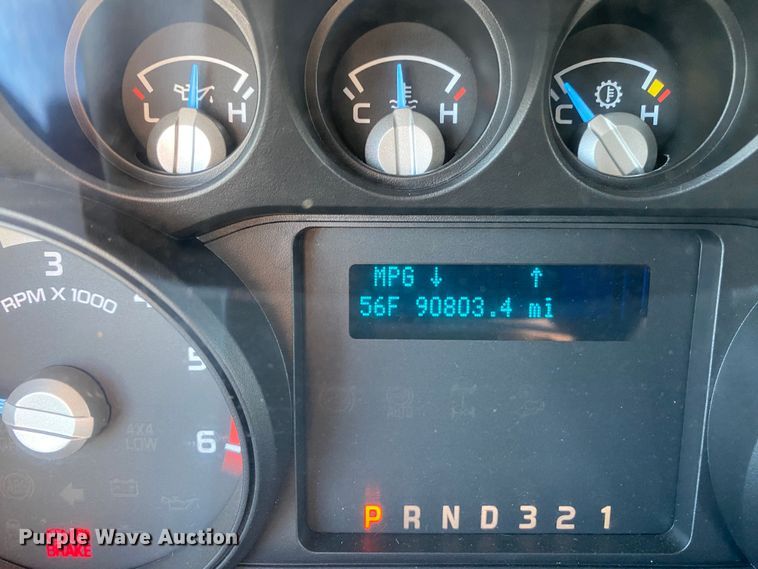 L H
C H
C H
3
4
RPM X 1000
5
6
MPG ↓ ↑
56F 90803.4 mi
4X4
LOW
P R N D 3 2 1
BRAKE
Purple Wave Auction®